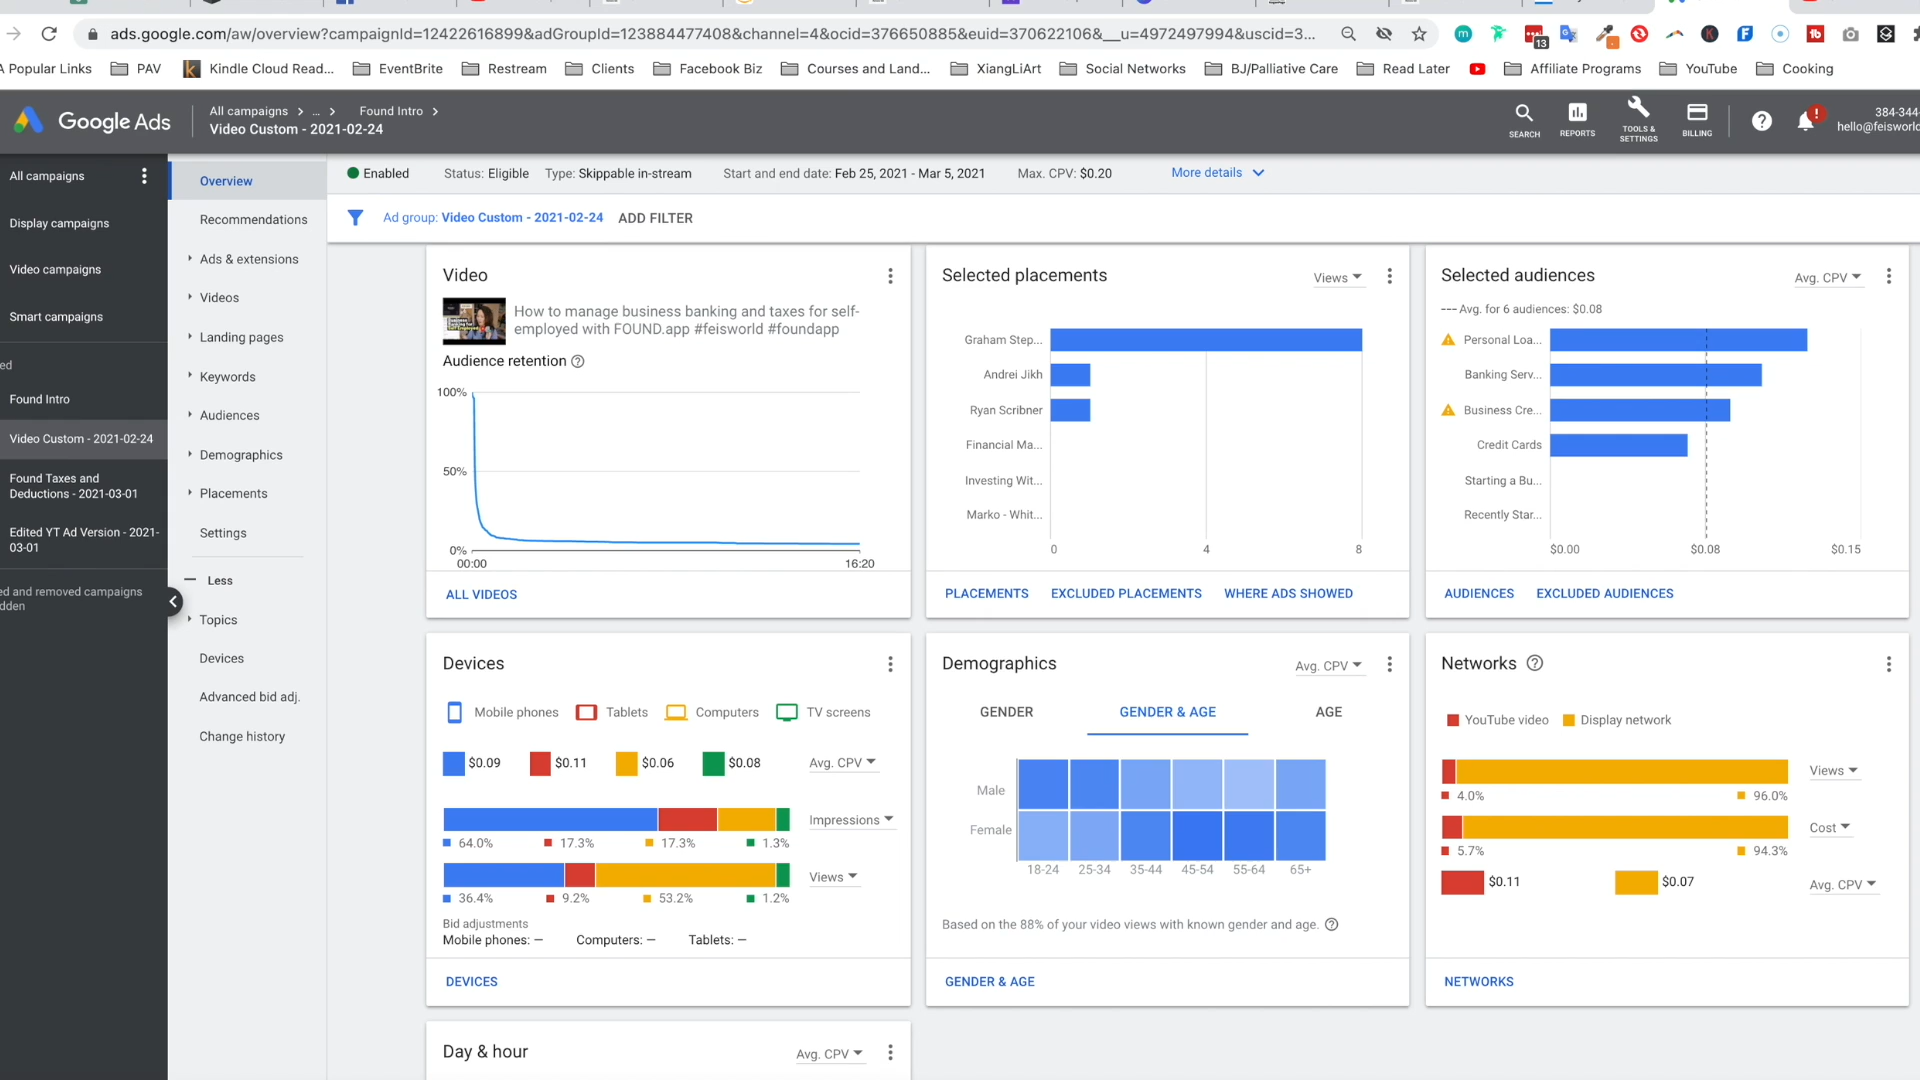 ads.google.com/aw/overview?campaignId=12422616899&adGroupId=123884477408&channel=4&ocid=376650885&euid=370622106&__u=4972497994&uscid=3...
13
A Popular Links PAV Kindle Cloud Read... EventBrite Restream Clients Facebook Biz Courses and Land... XiangLiArt Social Networks BJ/Palliative Care Read Later Affiliate Programs YouTube Cooking
Google Ads
All campaigns > ... > Found Intro >
Video Custom - 2021-02-24
SEARCH
REPORTS
TOOLS & SETTINGS
BILLING
384-344-
hello@feisworld
All campaigns
Display campaigns
Video campaigns
Smart campaigns
ed
Found Intro
Video Custom - 2021-02-24
Found Taxes and
Deductions - 2021-03-01
Edited YT Ad Version - 2021-
03-01
ed and removed campaigns
dden
Overview
Recommendations
Ads & extensions
Videos
Landing pages
Keywords
Audiences
Demographics
Placements
Settings
Less
Topics
Devices
Advanced bid adj.
Change history
Enabled Status: Eligible Type: Skippable in-stream Start and end date: Feb 25, 2021 - Mar 5, 2021 Max. CPV: $0.20 More details
Ad group: Video Custom - 2021-02-24 ADD FILTER
Video
How to manage business banking and taxes for self-
employed with FOUND.app #feisworld #foundapp
Audience retention
100%
50%
0%
00:00 16:20
ALL VIDEOS
Selected placements
Views
Graham Step...
Andrei Jikh
Ryan Scribner
Financial Ma...
Investing Wit...
Marko - Whit...
0 4 8
PLACEMENTS EXCLUDED PLACEMENTS WHERE ADS SHOWED
Selected audiences
Avg. CPV
Avg. for 6 audiences: $0.08
Personal Loa...
Banking Serv...
Business Cre...
Credit Cards
Starting a Bu...
Recently Star...
$0.00 $0.08 $0.15
AUDIENCES EXCLUDED AUDIENCES
Devices
Mobile phones Tablets Computers TV screens
$0.09 $0.11 $0.06 $0.08 Avg. CPV
Impressions
64.0% 17.3% 17.3% 1.3%
Views
36.4% 9.2% 53.2% 1.2%
Bid adjustments
Mobile phones: — Computers: — Tablets: —
DEVICES
Demographics
Avg. CPV
GENDER GENDER & AGE AGE
Male
Female
18-24 25-34 35-44 45-54 55-64 65+
Based on the 88% of your video views with known gender and age.
GENDER & AGE
Networks
YouTube video Display network
Views
4.0% 96.0%
Cost
5.7% 94.3%
$0.11 $0.07 Avg. CPV
NETWORKS
Day & hour
Avg. CPV